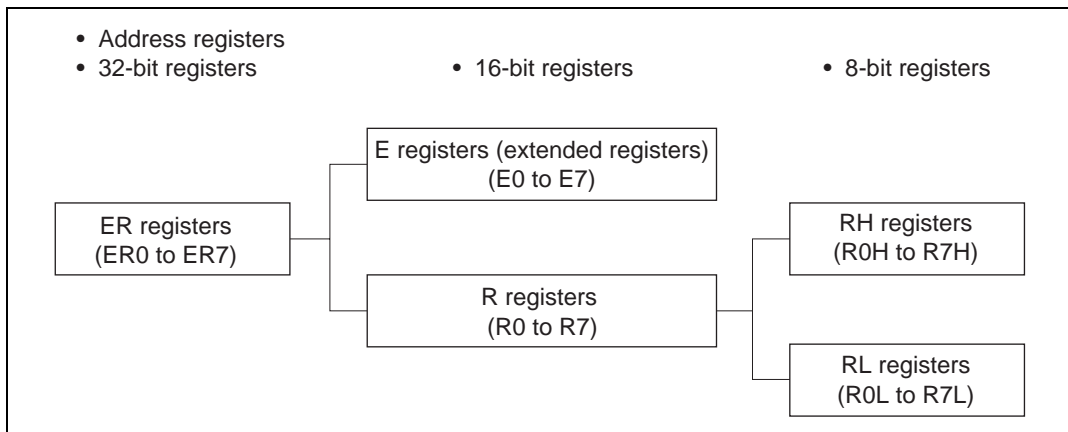 • Address registers
• 32-bit registers
• 16-bit registers
• 8-bit registers
E registers (extended registers)
(E0 to E7)
ER registers
(ER0 to ER7)
RH registers
(R0H to R7H)
R registers
(R0 to R7)
RL registers
(R0L to R7L)